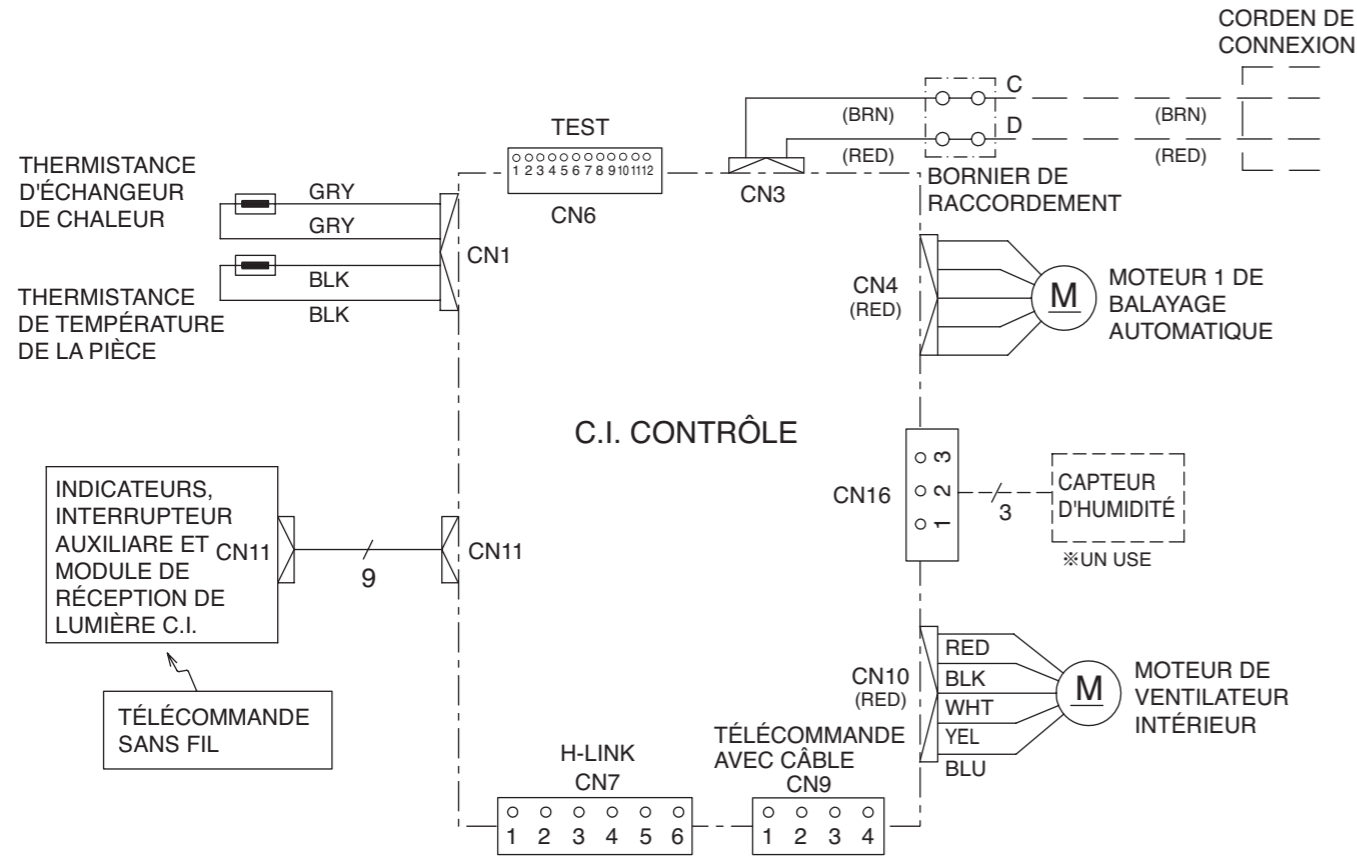 CORDEN DE
CONNEXION
C
(BRN)
(BRN)
D
(RED)
(RED)
BORNIER DE
RACCORDEMENT
TEST
1 2 3 4 5 6 7 8 9 10 11 12
CN6
CN3
THERMISTANCE
D'ÉCHANGEUR
DE CHALEUR
GRY
GRY
CN1
BLK
BLK
THERMISTANCE
DE TEMPÉRATURE
DE LA PIÈCE
CN4
(RED)
M
MOTEUR 1 DE
BALAYAGE
AUTOMATIQUE
C.I. CONTRÔLE
CN16
3
2
1
3
CAPTEUR
D'HUMIDITÉ
※UN USE
INDICATEURS,
INTERRUPTEUR
AUXILIARE ET
MODULE DE
RÉCEPTION DE
LUMIÈRE C.I.
CN11
9
CN11
TÉLÉCOMMANDE
SANS FIL
CN10
(RED)
RED
BLK
WHT
YEL
BLU
M
MOTEUR DE
VENTILATEUR
INTÉRIEUR
H-LINK
CN7
1 2 3 4 5 6
TÉLÉCOMMANDE
AVEC CÂBLE
CN9
1 2 3 4